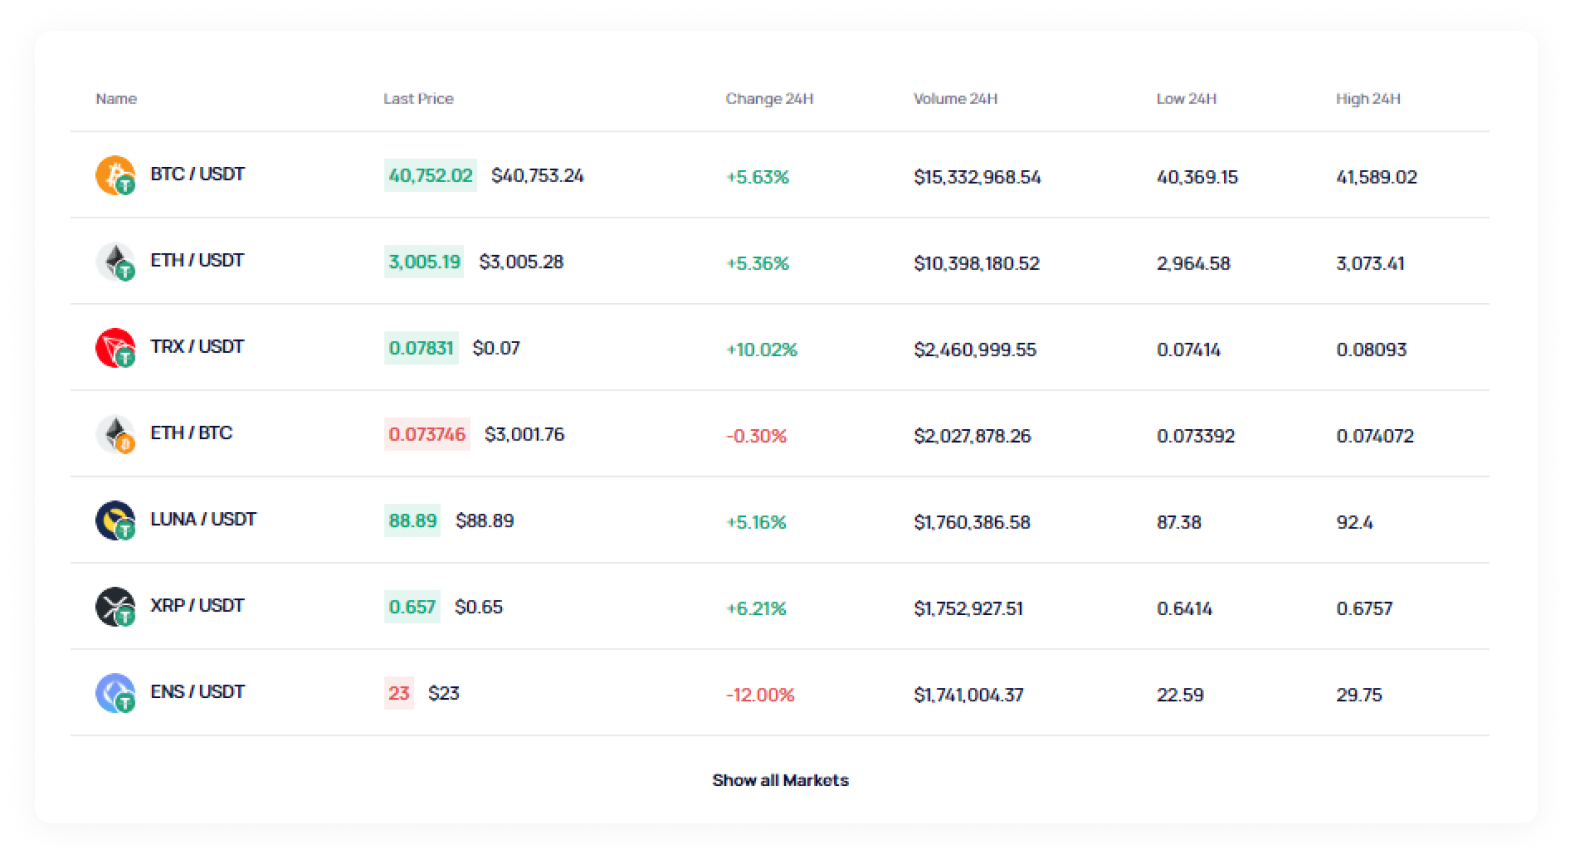 Name Last Price Change 24H Volume 24H Low 24H High 24H
BTC / USDT 40,752.02 $40,753.24 +5.63% $15,332,968.54 40,369.15 41,589.02
ETH / USDT 3,005.19 $3,005.28 +5.36% $10,398,180.52 2,964.58 3,073.41
TRX / USDT 0.07831 $0.07 +10.02% $2,460,999.55 0.07414 0.08093
ETH / BTC 0.073746 $3,001.76 -0.30% $2,027,878.26 0.073392 0.074072
LUNA / USDT 88.89 $88.89 +5.16% $1,760,386.58 87.38 92.4
XRP / USDT 0.657 $0.65 +6.21% $1,752,927.51 0.6414 0.6757
ENS / USDT 23 $23 -12.00% $1,741,004.37 22.59 29.75
Show all Markets